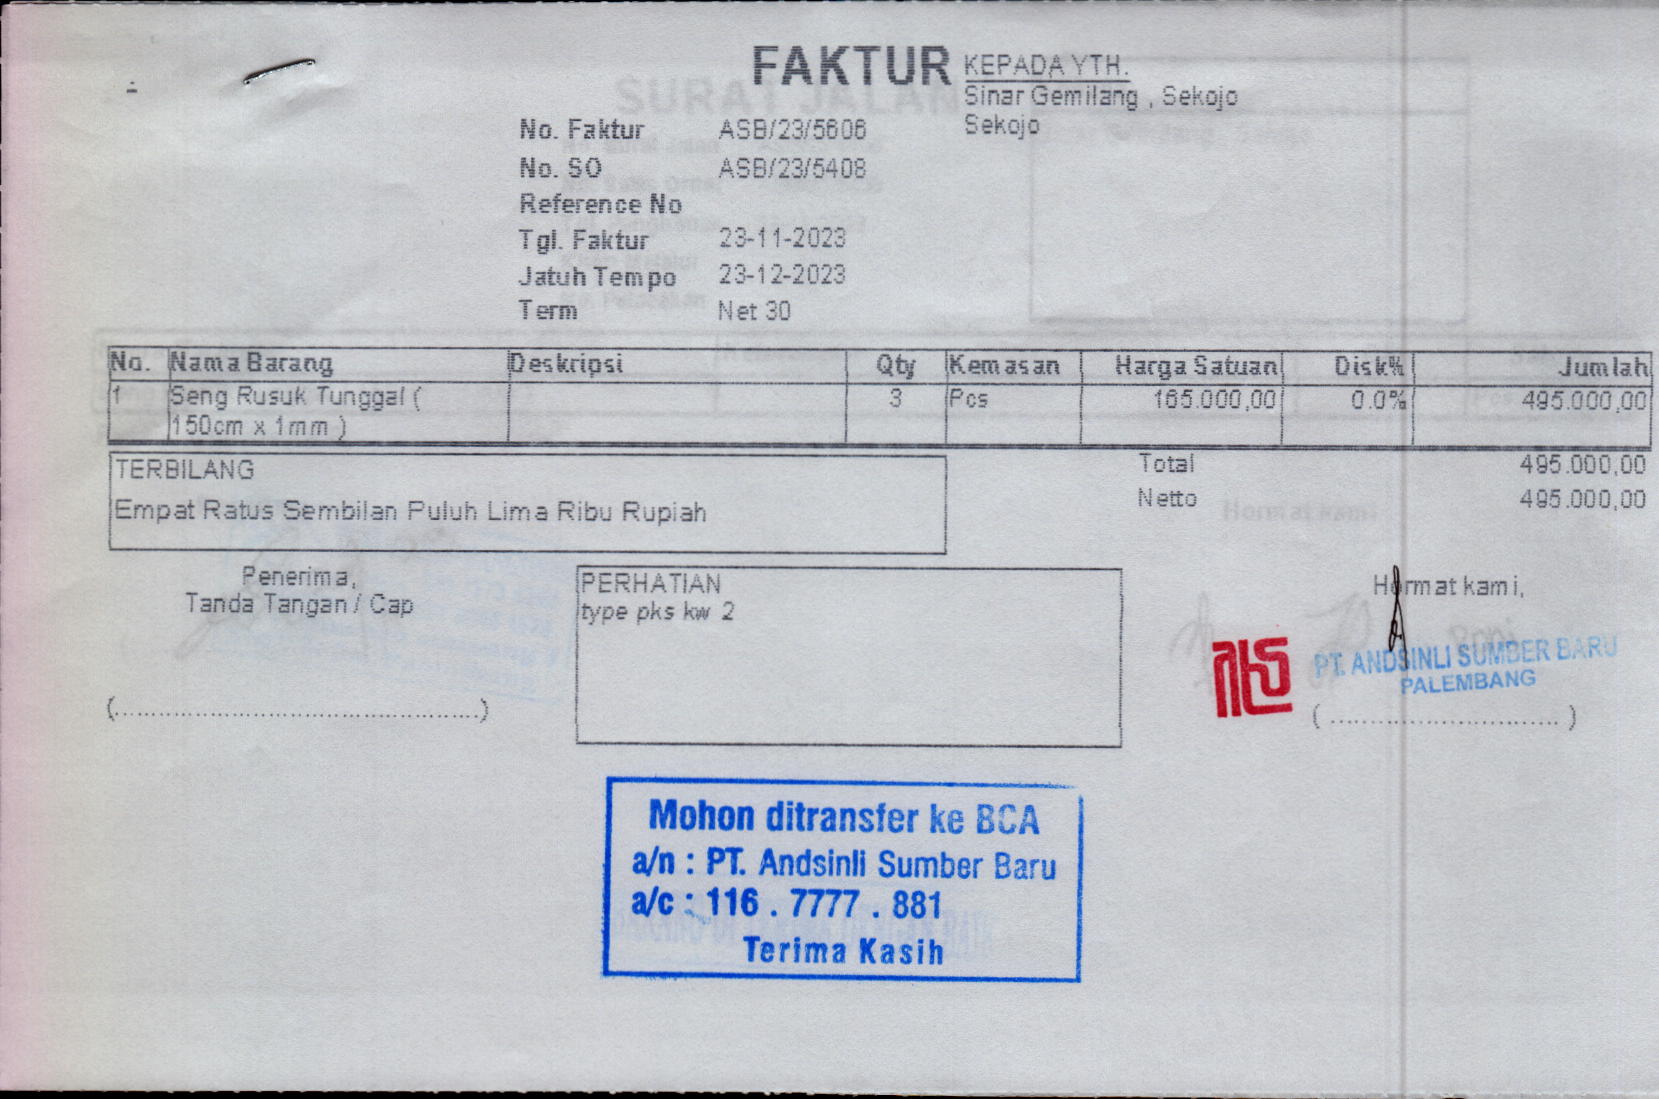 FAKTUR
KEPADA YTH.
Sinar Gemilang , Sekojo
Sekojo
No. Faktur ASB/23/5606
No. SO ASB/23/5408
Reference No
Tgl. Faktur 23-11-2023
Jatuh Tempo 23-12-2023
Term Net 30
No. Nama Barang Deskripsi Qty Kemasan Harga Satuan Disk% Jumlah
1 Seng Rusuk Tunggal ( 3 Pcs 165.000,00 0.0% 495.000,00
150cm x 1mm )
TERBILANG
Empat Ratus Sembilan Puluh Lima Ribu Rupiah
Total 495.000,00
Netto 495.000,00
Penerima,
Tanda Tangan / Cap
(................................................)
PERHATIAN
type pks kw 2
Hormat kami,
PT. ANDSINLI SUMBER BARU
PALEMBANG
( ............................. )
Mohon ditransfer ke BCA
a/n : PT. Andsinli Sumber Baru
a/c : 116 . 7777 . 881
Terima Kasih
SURAT JALAN
Hormat kami